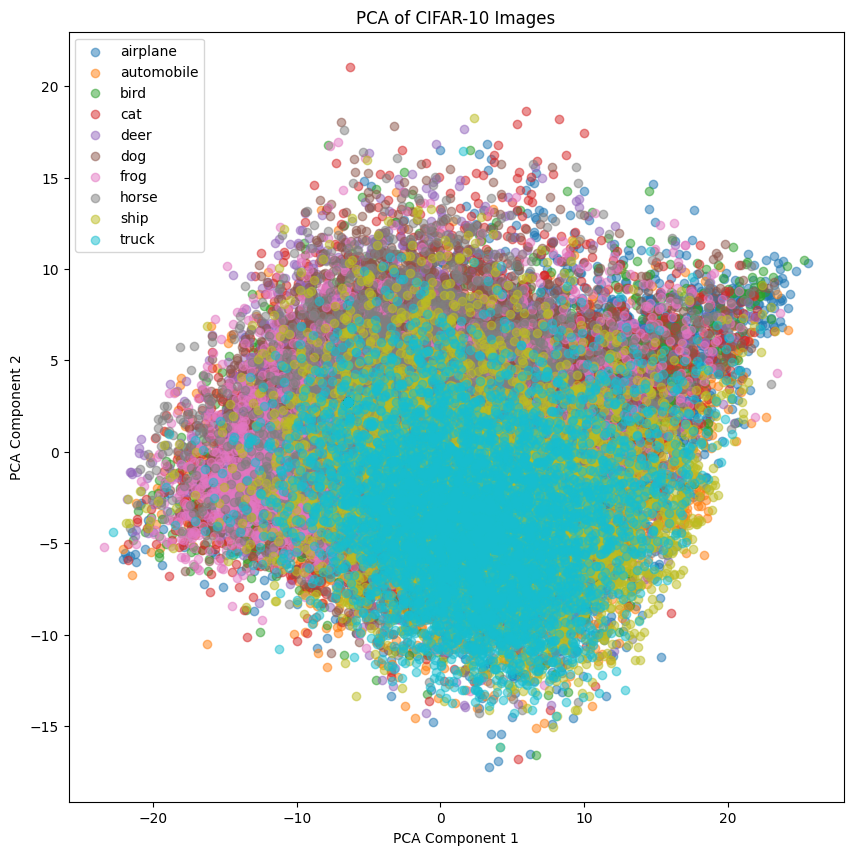 PCA of CIFAR-10 Images
airplane
automobile
bird
cat
deer
dog
frog
horse
ship
truck
20
15
10
5
0
−5
−10
−15
PCA Component 2
−20
−10
0
10
20
PCA Component 1